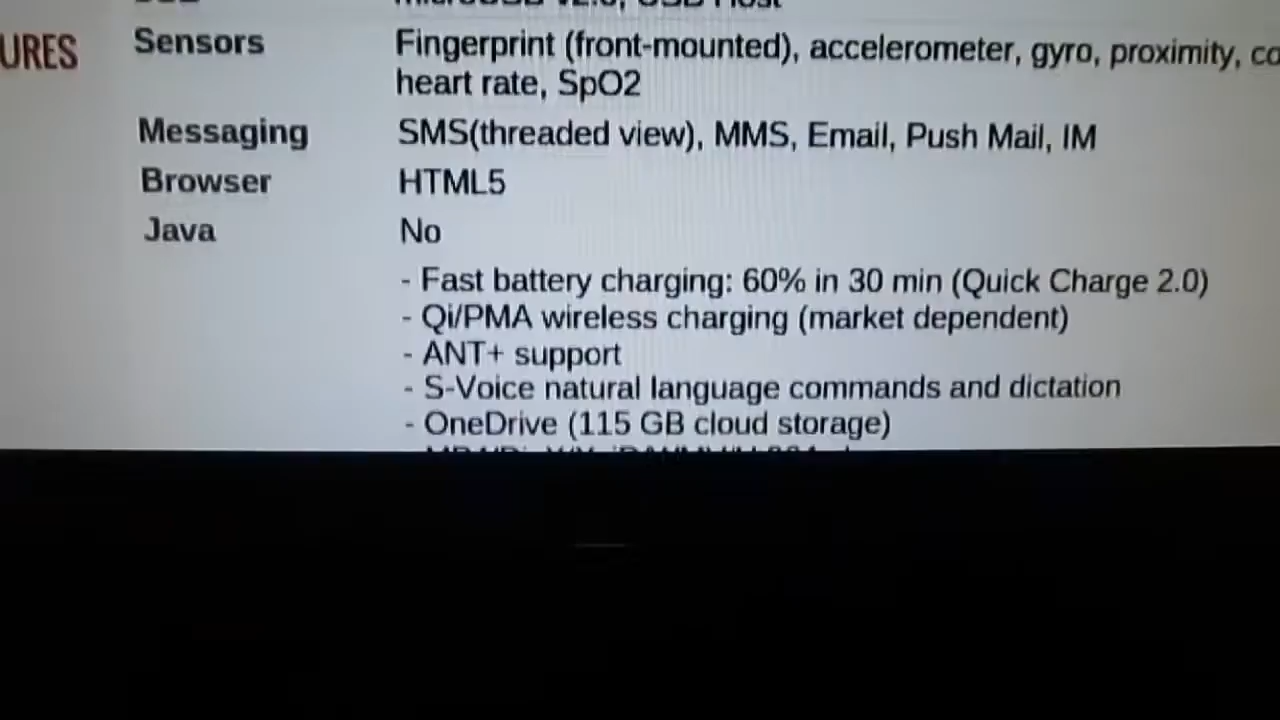 URES
Sensors
Fingerprint (front-mounted), accelerometer, gyro, proximity, co
heart rate, SpO2
Messaging
SMS(threaded view), MMS, Email, Push Mail, IM
Browser
HTML5
Java
No
- Fast battery charging: 60% in 30 min (Quick Charge 2.0)
- Qi/PMA wireless charging (market dependent)
- ANT+ support
- S-Voice natural language commands and dictation
- OneDrive (115 GB cloud storage)